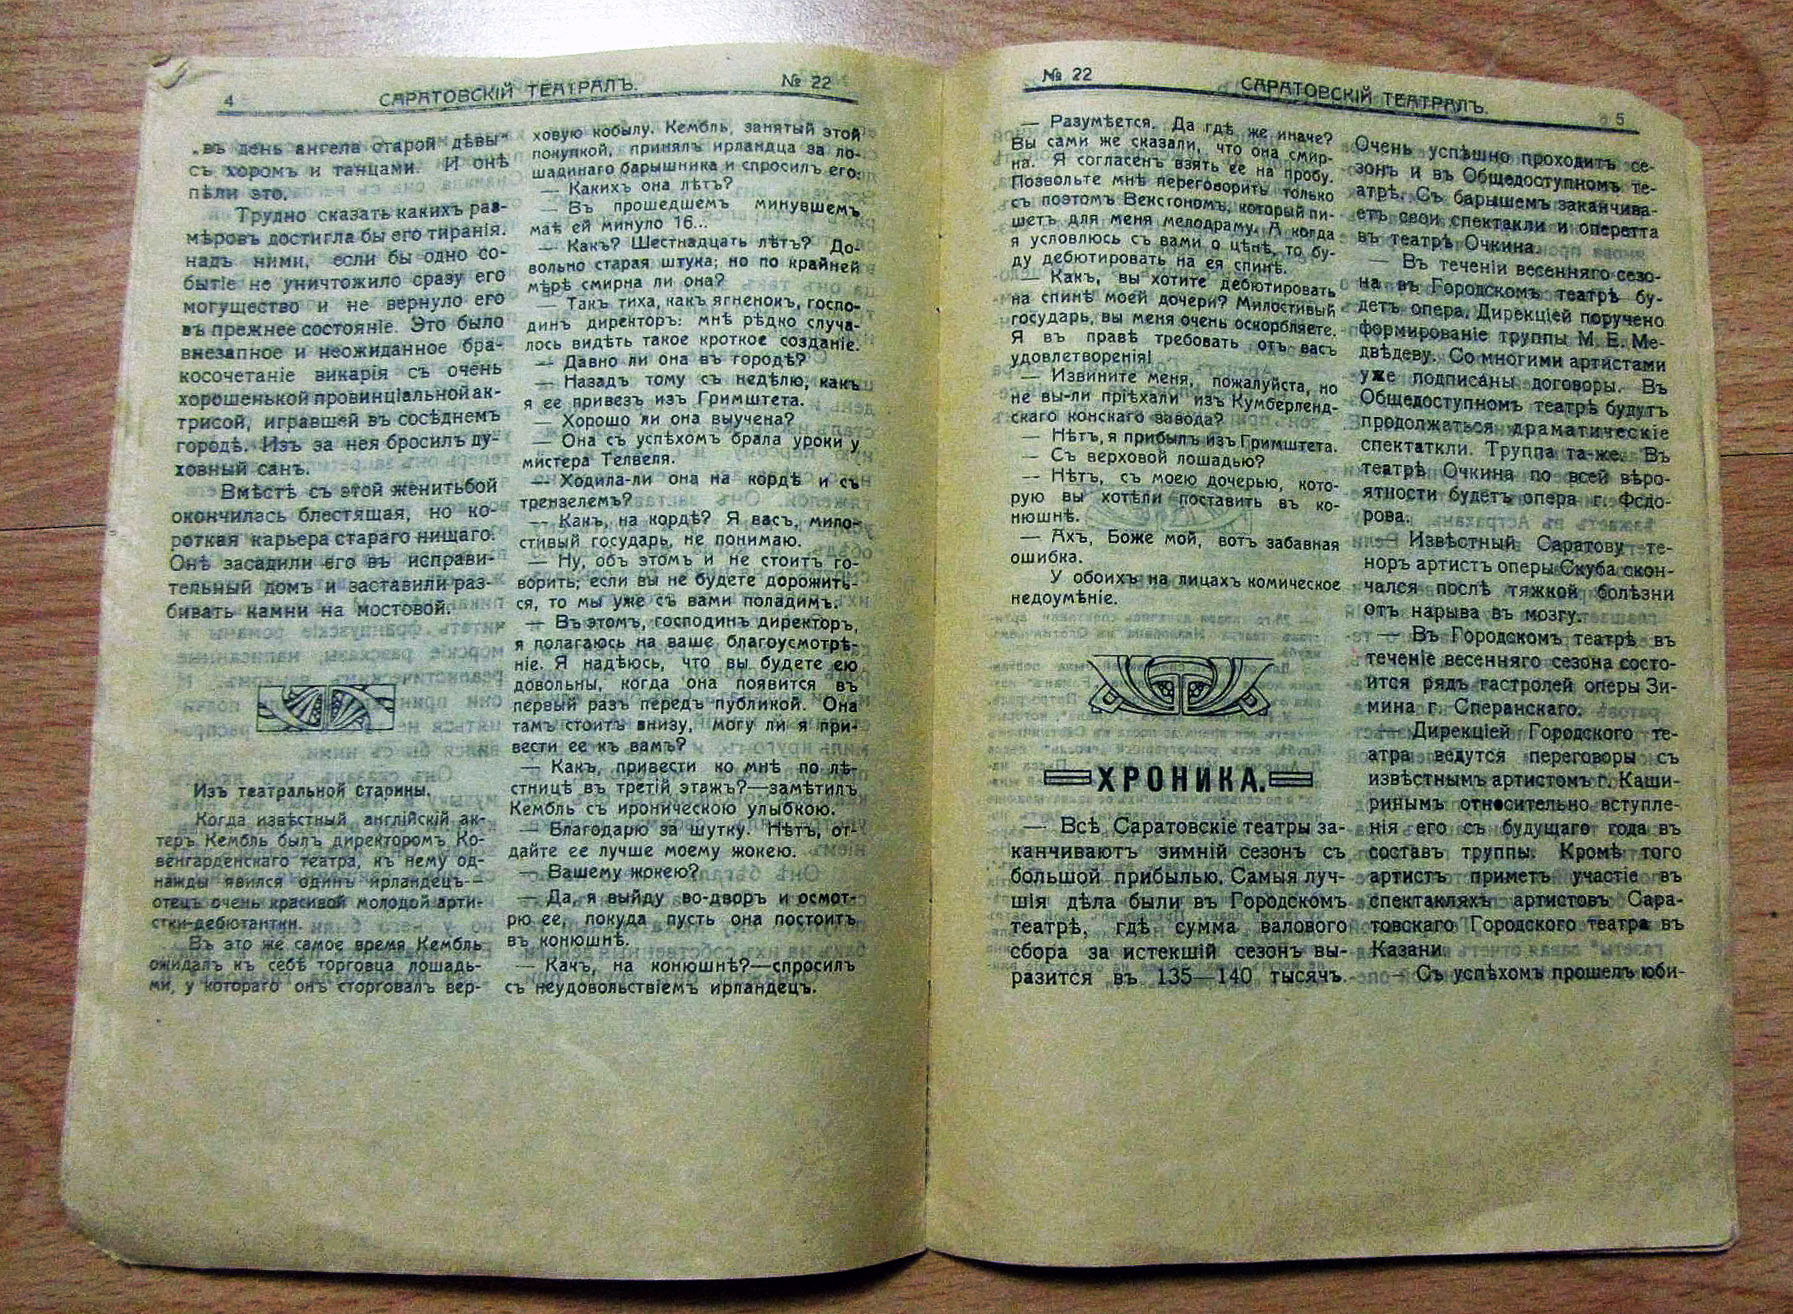 4
САРАТОВСКІЙ ТЕАТРАЛЪ.
№ 22
„въ день ангела старой дѣвы"
съ хоромъ и танцами. И онѣ
пѣли это.
Трудно сказать какихъ раз-
мѣровъ достигла бы его тиранія
надъ ними, если бы одно со-
бытіе не уничтожило сразу его
могущество и не вернуло его
въ прежнее состояніе. Это было
внезапное и неожиданное бра-
косочетаніе викарія съ очень
хорошенькой провинціальной ак-
трисой, игравшей въ сосѣднемъ
городѣ. Изъ за нея бросилъ ду-
ховный санъ.
Вмѣстѣ съ этой женитьбой
окончилась блестящая, но ко-
роткая карьера стараго нищаго.
Онѣ засадили его въ исправи-
тельный дом и заставили раз-
бивать камни на мостовой.
Изъ театральной старины.
Когда извѣстный англійскій ак-
теръ Кембль былъ директоромъ Ко-
венгарденскаго театра, къ нему од-
нажды явился одинъ ирландецъ—
отецъ очень красивой молодой арти-
стки-дебютантки.
Въ это же самое время Кембль
ожидалъ къ себѣ торговца лошадь-
ми, у котораго онъ сторговалъ вер-
ховую кобылу. Кембль, занятый этой
покупкой, принялъ ирландца за ло-
шадинаго барышника и спросилъ его:
— Какихъ она лѣтъ?
— Въ прошедшемъ минувшемъ
маѣ ей минуло 16...
— Какъ? Шестнадцать лѣтъ? До-
вольно старая штука; но по крайней
мѣрѣ смирна ли она?
— Такъ тиха, какъ ягненокъ, госпо-
динъ директоръ: мнѣ рѣдко случа-
лось видѣть такое кроткое созданіе.
— Давно ли она въ городѣ?
— Назадъ тому съ недѣлю, какъ
я ее привезъ изъ Гримштета.
— Хорошо ли она выучена?
— Она съ успѣхомъ брала уроки у
мистера Телвеля.
— Ходила-ли она на кордѣ и съ
трензелемъ?
— Какъ, на кордѣ? Я васъ, мило-
стивый государь, не понимаю.
— Ну, объ этомъ и не стоитъ го-
ворить; если вы не будете дорожить-
ся, то мы уже съ вами поладимъ.
— Въ этомъ, господинъ директоръ,
я полагаюсь на ваше благоусмотрѣ-
ніе. Я надѣюсь, что вы будете ею
довольны, когда она появится въ
первый разъ передъ публикой. Она
тамъ стоитъ внизу, могу ли я при-
вести ее къ вамъ?
— Какъ, привести ко мнѣ по лѣ-
стницѣ въ третій этажъ?—замѣтилъ
Кембль съ ироническою улыбкою.
— Благодарю за шутку. Нѣтъ, от-
дайте ее лучше моему жокею.
— Вашему жокею?
— Да, я выйду во-дворъ и осмот-
рю ее, покуда пусть она постоитъ
въ конюшнѣ.
— Какъ, на конюшнѣ?—спросилъ
съ неудовольствіемъ ирландецъ.
№ 22
САРАТОВСКІЙ ТЕАТРАЛЪ.
5
— Разумѣется. Да гдѣ же иначе?
Вы сами же сказали, что она смир-
на. Я согласенъ взять ее на пробу.
Позвольте мнѣ переговорить только
съ поэтомъ Векстономъ, который пи-
шетъ для меня мелодраму. А когда
я условлюсь съ вами о цѣнѣ, то бу-
ду дебютировать на ея спинѣ.
— Какъ, вы хотите дебютировать
на спинѣ моей дочери? Милостивый
государь, вы меня очень оскорбляете.
Я въ правѣ требовать отъ васъ
удовлетворенія!
— Извините меня, пожалуйста, но
не вы-ли пріѣхали изъ Кумберленд-
скаго конскаго завода?
— Нѣтъ, я прибылъ изъ Гримштета.
— Съ верховой лошадью?
— Нѣтъ, съ моею дочерью, кото-
рую вы хотѣли поставить въ ко-
нюшнѣ.
— Ахъ, Боже мой, вотъ забавная
ошибка.
У обоихъ на лицахъ комическое
недоумѣніе.
ХРОНИКА.
— Всѣ Саратовскіе театры за-
канчиваютъ зимній сезонъ съ
большой прибылью. Самыя луч-
шія дѣла были въ Городскомъ
театрѣ, гдѣ сумма валового
сбора за истекшій сезонъ вы-
разится въ 135—140 тысячъ.
Очень успѣшно проходитъ се-
зонъ и въ Общедоступномъ те-
атрѣ. Съ барышемъ заканчива-
етъ свои спектакли и оперетта
въ театрѣ Очкина.
— Въ теченіи весенняго сезо-
на въ Городскомъ театрѣ бу-
детъ опера. Дирекціей поручено
формированіе труппы М. Е. Ме-
двѣдеву. Со многими артистами
уже подписаны договоры. Въ
Общедоступномъ театрѣ будутъ
продолжаться драматическіе
спектатли. Труппа та-же. Въ
театрѣ Очкина по всей вѣро-
ятности будетъ опера г. Федо-
рова.
— Извѣстный Саратову те-
норъ артистъ оперы Скуба скон-
чался послѣ тяжкой болѣзни
отъ нарыва въ мозгу.
— Въ Городскомъ театрѣ въ
теченіе весенняго сезона состо-
ится рядъ гастролей оперы Зи-
мина г. Сперанскаго.
— Дирекціей Городского те-
атра ведутся переговоры съ
извѣстнымъ артистомъ г. Каши-
ринымъ относительно вступле-
нія его съ будущаго года въ
составъ труппы. Кромѣ того
артистъ приметъ участіе въ
спектакляхъ артистовъ Сара-
товскаго Городского театра въ
Казани
— Съ успѣхомъ прошелъ юби-